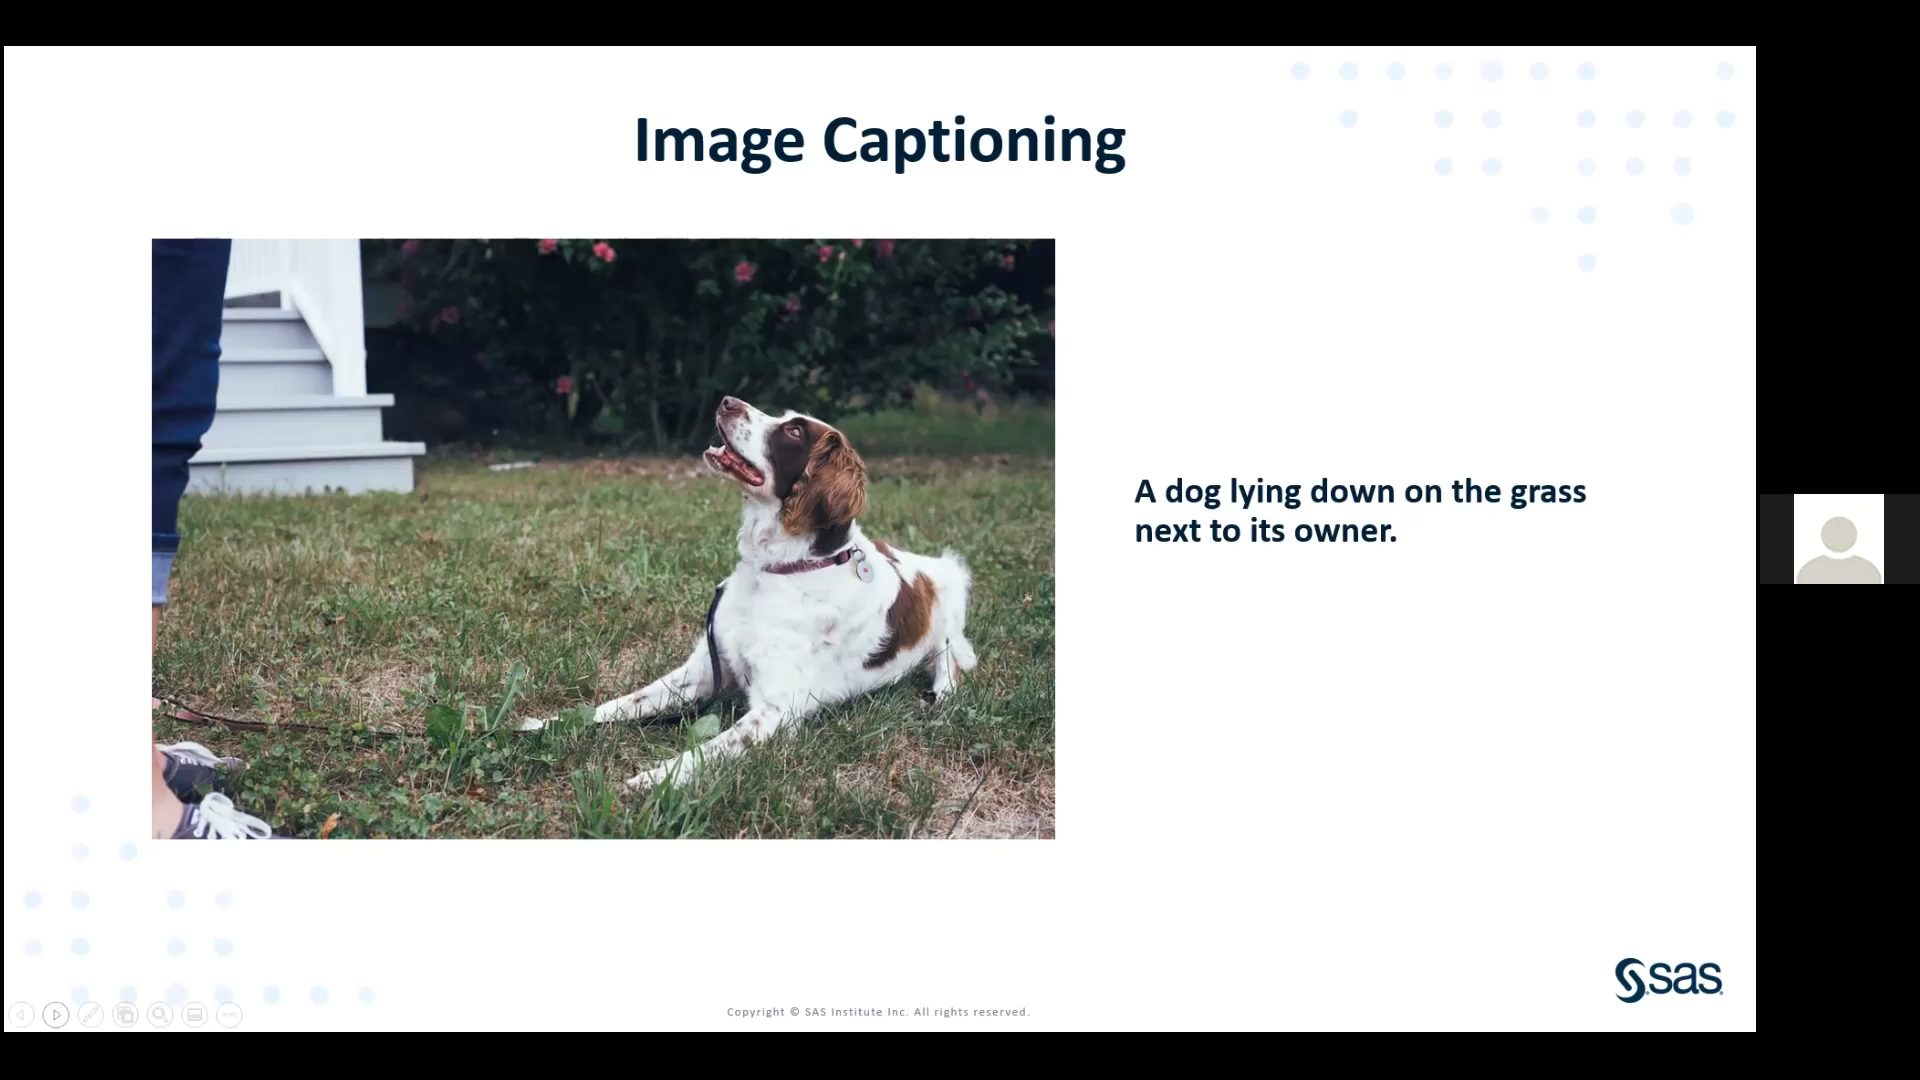 Image Captioning
A dog lying down on the grass
next to its owner.
sas
Copyright © SAS Institute Inc. All rights reserved.